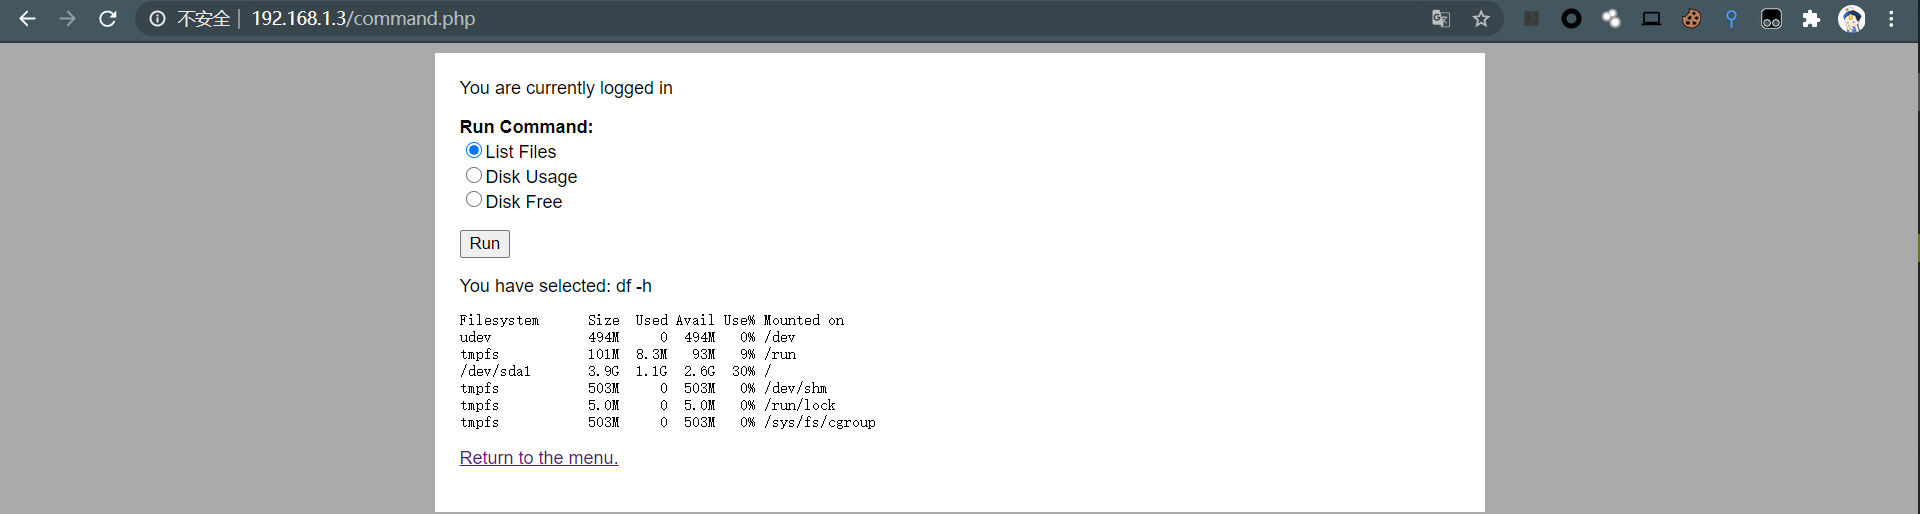 不安全 | 192.168.1.3/command.php
You are currently logged in
Run Command:
List Files
Disk Usage
Disk Free
Run
You have selected: df -h
Filesystem Size Used Avail Use% Mounted on
udev 494M 0 494M 0% /dev
tmpfs 101M 8.3M 93M 9% /run
/dev/sda1 3.9G 1.1G 2.6G 30% /
tmpfs 503M 0 503M 0% /dev/shm
tmpfs 5.0M 0 5.0M 0% /run/lock
tmpfs 503M 0 503M 0% /sys/fs/cgroup
Return to the menu.